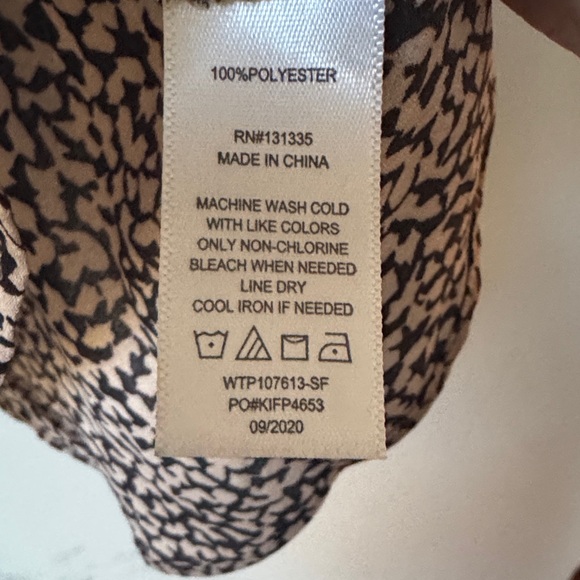 100%POLYESTER
RN#131335
MADE IN CHINA
MACHINE WASH COLD
WITH LIKE COLORS
ONLY NON-CHLORINE
BLEACH WHEN NEEDED
LINE DRY
COOL IRON IF NEEDED
WTP107613-SF
PO#KIFP4653
09/2020